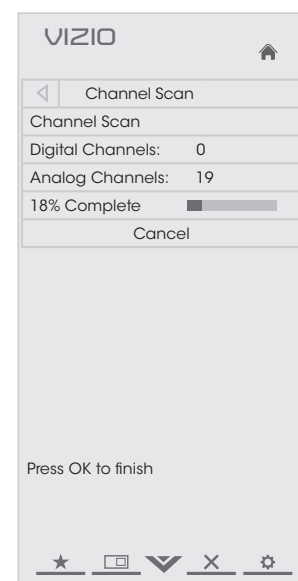 VIZIO
Channel Scan
Channel Scan
Digital Channels: 0
Analog Channels: 19
18% Complete
Cancel
Press OK to finish